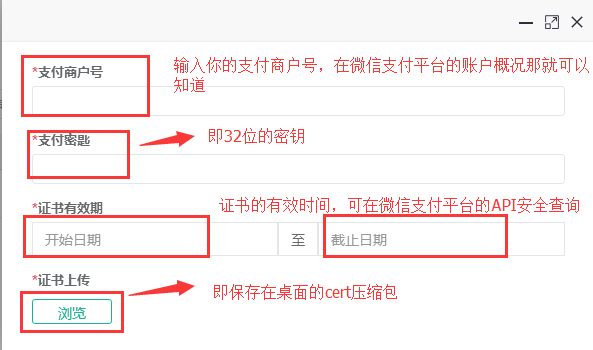 *支付商户号
输入你的支付商户号，在微信支付平台的账户概况那就可以
知道
*支付密匙
即32位的密钥
*证书有效期
证书的有效时间，可在微信支付平台的API安全查询
开始日期 至 截止日期
*证书上传
浏览
即保存在桌面的cert压缩包